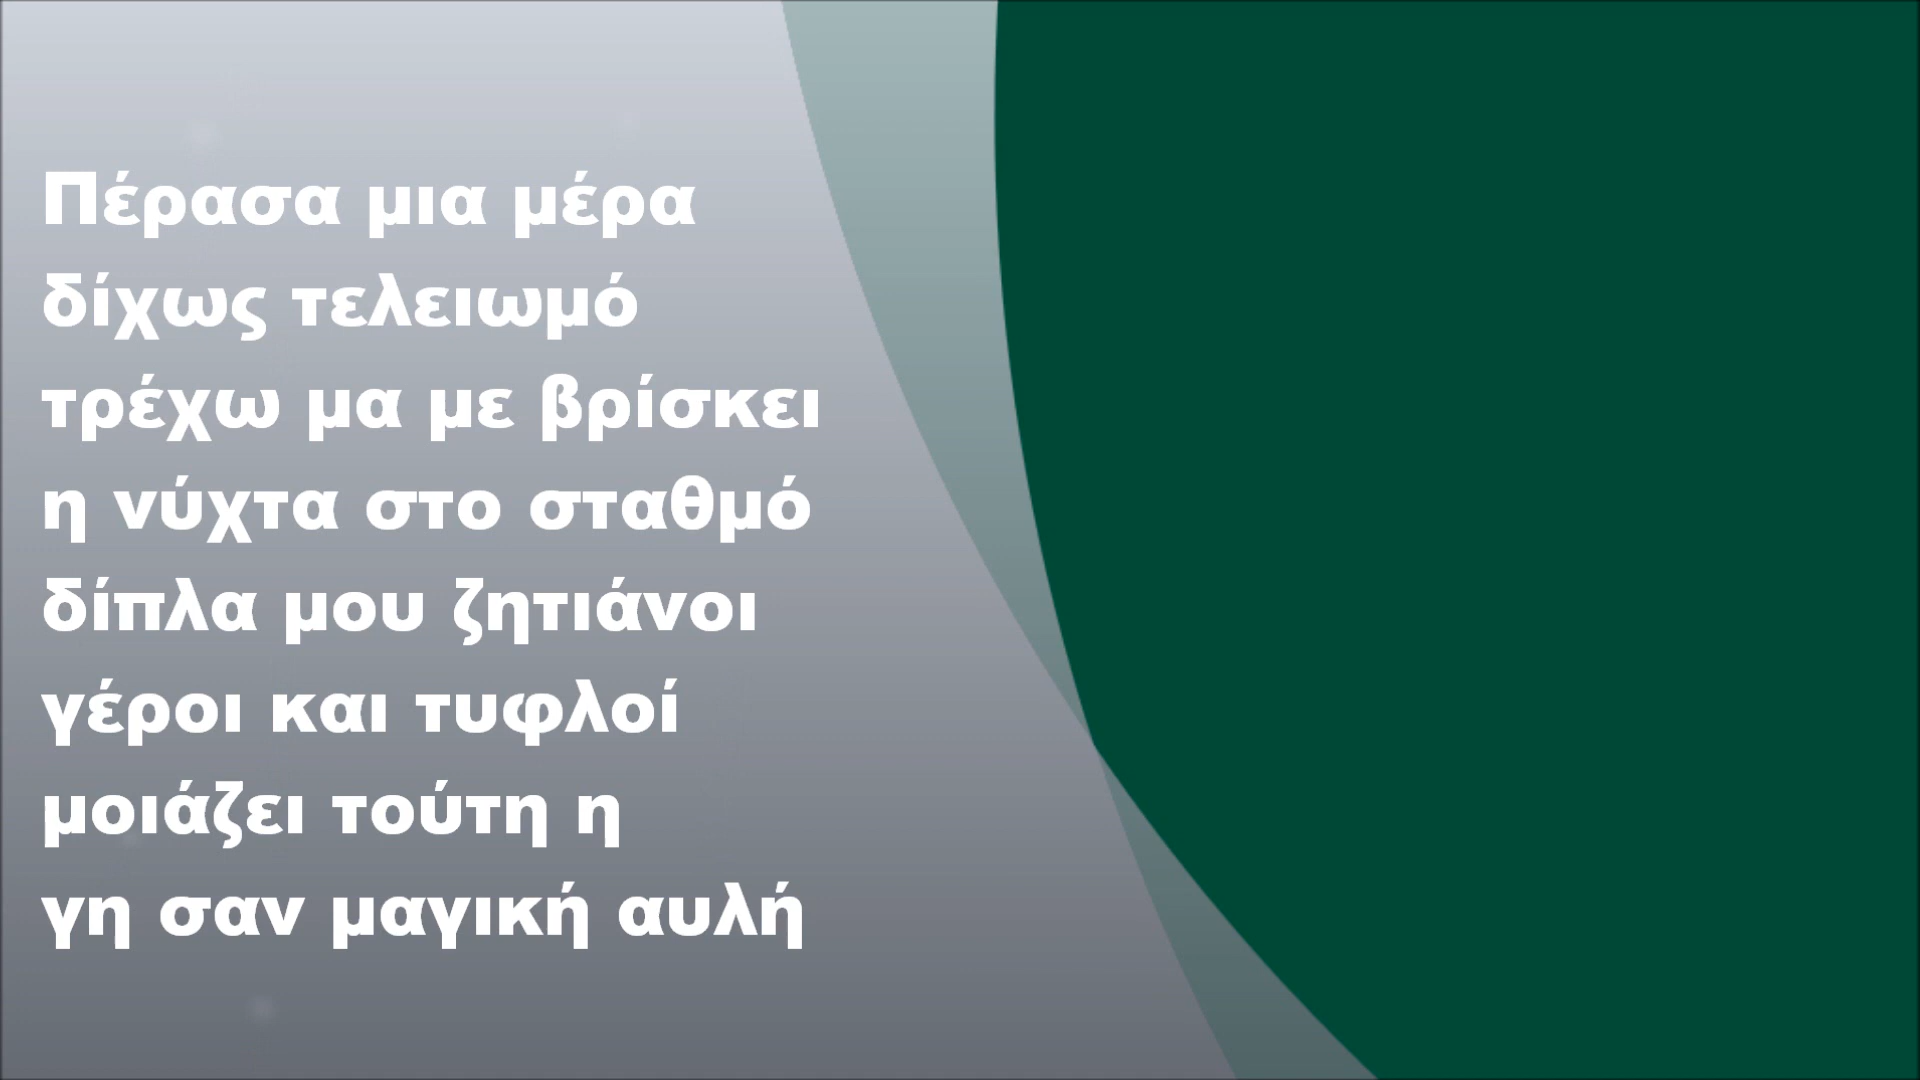 Πέρασα μια μέρα
δίχως τελειωμό
τρέχω μα με βρίσκει
η νύχτα στο σταθμό
δίπλα μου ζητιάνοι
γέροι και τυφλοί
μοιάζει τούτη η
γη σαν μαγική αυλή